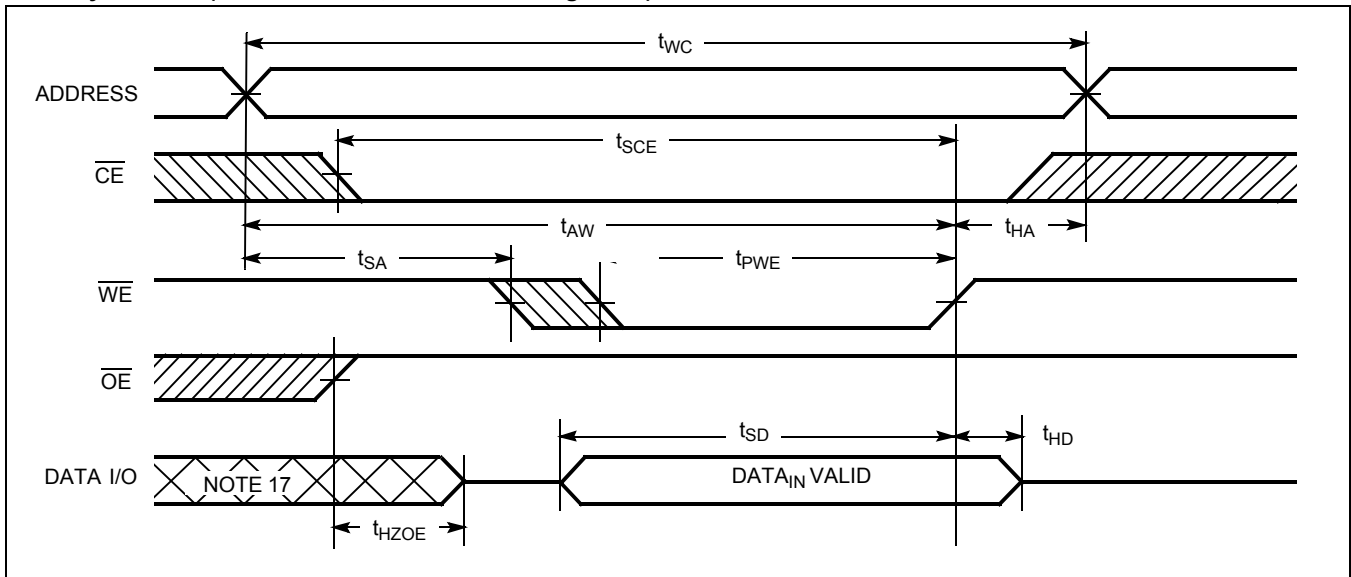 tWC
ADDRESS
tSCE
CE
tAW
tHA
tSA
tPWE
WE
OE
tSD
tHD
DATA I/O
NOTE 17
DATAIN VALID
tHZOE